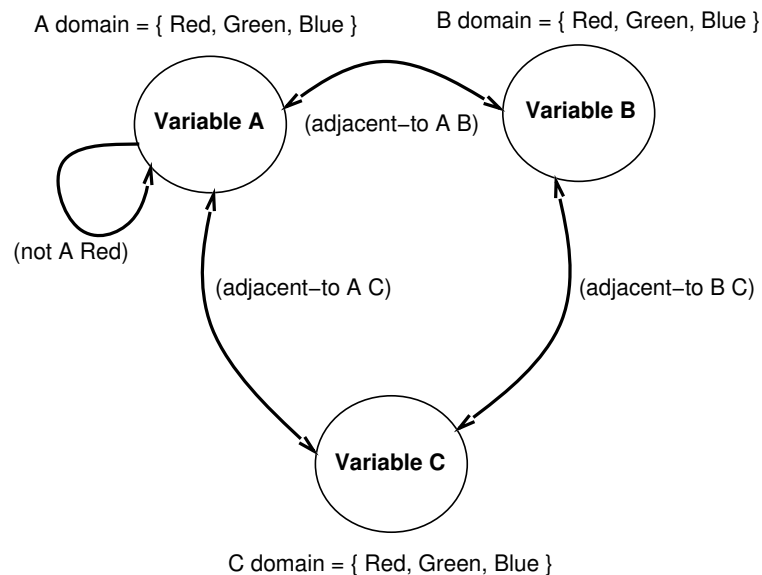 A domain = { Red, Green, Blue }
B domain = { Red, Green, Blue }
Variable A
Variable B
(adjacent−to A B)
(not A Red)
(adjacent−to A C)
(adjacent−to B C)
Variable C
C domain = { Red, Green, Blue }